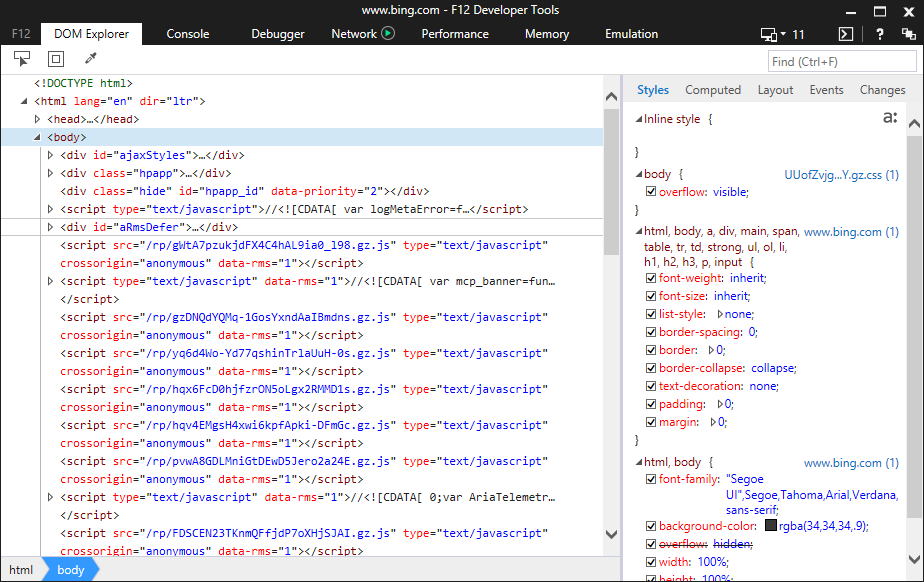 www.bing.com - F12 Developer Tools
F12 DOM Explorer Console Debugger Network Performance Memory Emulation 11 ?
Find (Ctrl+F)
<!DOCTYPE html>
<html lang="en" dir="ltr">
<head>…</head>
<body>
<div id="ajaxStyles">…</div>
<div class="hpapp">…</div>
<div class="hide" id="hpapp_id" data-priority="2"></div>
<script type="text/javascript">//<![CDATA[ var logMetaError=f…</script>
<div id="aRmsDefer">…</div>
<script src="/rp/gWtA7pzukjdFX4C4hAL9ia0_l98.gz.js" type="text/javascript"
crossorigin="anonymous" data-rms="1"></script>
<script type="text/javascript" data-rms="1">//<![CDATA[ var mcp_banner=fun…
</script>
<script src="/rp/gzDNQdYQMq-1GosYxndAaIBmdns.gz.js" type="text/javascript"
crossorigin="anonymous" data-rms="1"></script>
<script src="/rp/yq6d4Wo-Yd77qshinTrlaUuH-0s.gz.js" type="text/javascript"
crossorigin="anonymous" data-rms="1"></script>
<script src="/rp/hqx6FcD0hjfzrON5oLgx2RMMD1s.gz.js" type="text/javascript"
crossorigin="anonymous" data-rms="1"></script>
<script src="/rp/hqv4EMgsH4xwi6kpfApki-DFmGc.gz.js" type="text/javascript"
crossorigin="anonymous" data-rms="1"></script>
<script src="/rp/pvwA8GDLMniGtDEwD5Jero2a24E.gz.js" type="text/javascript"
crossorigin="anonymous" data-rms="1"></script>
<script type="text/javascript" data-rms="1">//<![CDATA[ 0;var AriaTelemetr…
</script>
<script src="/rp/FDSCEN23TKnmQFfjdP7oXHjSJAI.gz.js" type="text/javascript"
crossorigin="anonymous" data-rms="1"></script>
html body
Styles Computed Layout Events Changes
Inline style { a:
}
body { UUofZvjg...Y.gz.css (1)
overflow: visible;
}
html, body, a, div, main, span, www.bing.com (1)
table, tr, td, strong, ul, ol, li,
h1, h2, h3, p, input {
font-weight: inherit;
font-size: inherit;
list-style: none;
border-spacing: 0;
border: 0;
border-collapse: collapse;
text-decoration: none;
padding: 0;
margin: 0;
}
html, body { www.bing.com (1)
font-family: "Segoe
UI",Segoe,Tahoma,Arial,Verdana,
sans-serif;
background-color: rgba(34,34,34,.9);
overflow: hidden;
width: 100%;
height: 100%;